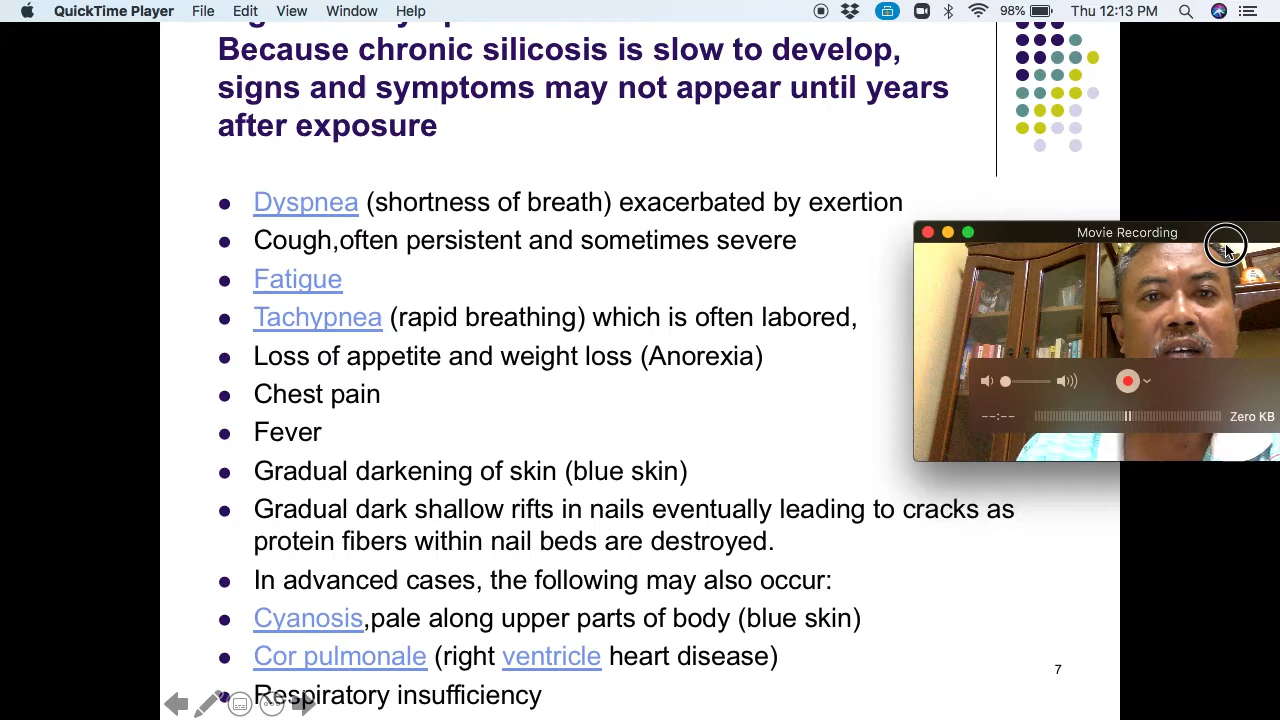 QuickTime Player File Edit View Window Help 98% Thu 12:13 PM
Because chronic silicosis is slow to develop,
signs and symptoms may not appear until years
after exposure
Dyspnea (shortness of breath) exacerbated by exertion
Cough,often persistent and sometimes severe
Fatigue
Tachypnea (rapid breathing) which is often labored,
Loss of appetite and weight loss (Anorexia)
Chest pain
Fever
Gradual darkening of skin (blue skin)
Gradual dark shallow rifts in nails eventually leading to cracks as
protein fibers within nail beds are destroyed.
In advanced cases, the following may also occur:
Cyanosis,pale along upper parts of body (blue skin)
Cor pulmonale (right ventricle heart disease)
Respiratory insufficiency
7
Movie Recording
--:-- Zero KB